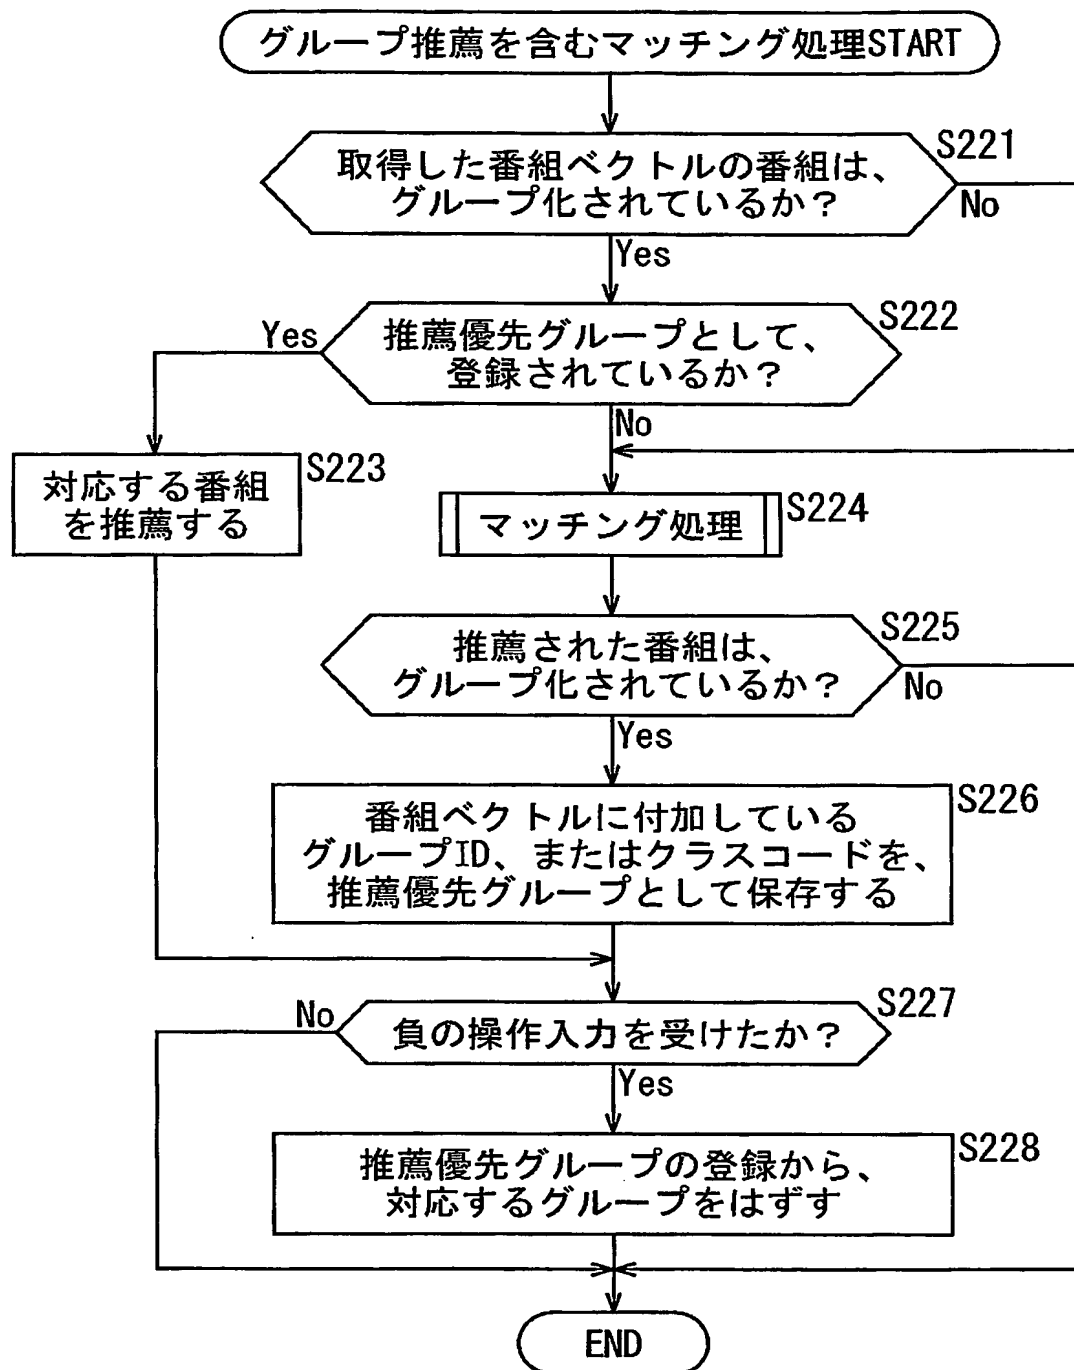 グループ推薦を含むマッチング処理START
S221
取得した番組ベクトルの番組は、
グループ化されているか？
No
Yes
S222
推薦優先グループとして、
登録されているか？
Yes
No
S223
対応する番組
を推薦する
S224
マッチング処理
S225
推薦された番組は、
グループ化されているか？
No
Yes
S226
番組ベクトルに付加している
グループID、またはクラスコードを、
推薦優先グループとして保存する
S227
負の操作入力を受けたか？
No
Yes
S228
推薦優先グループの登録から、
対応するグループをはずす
END